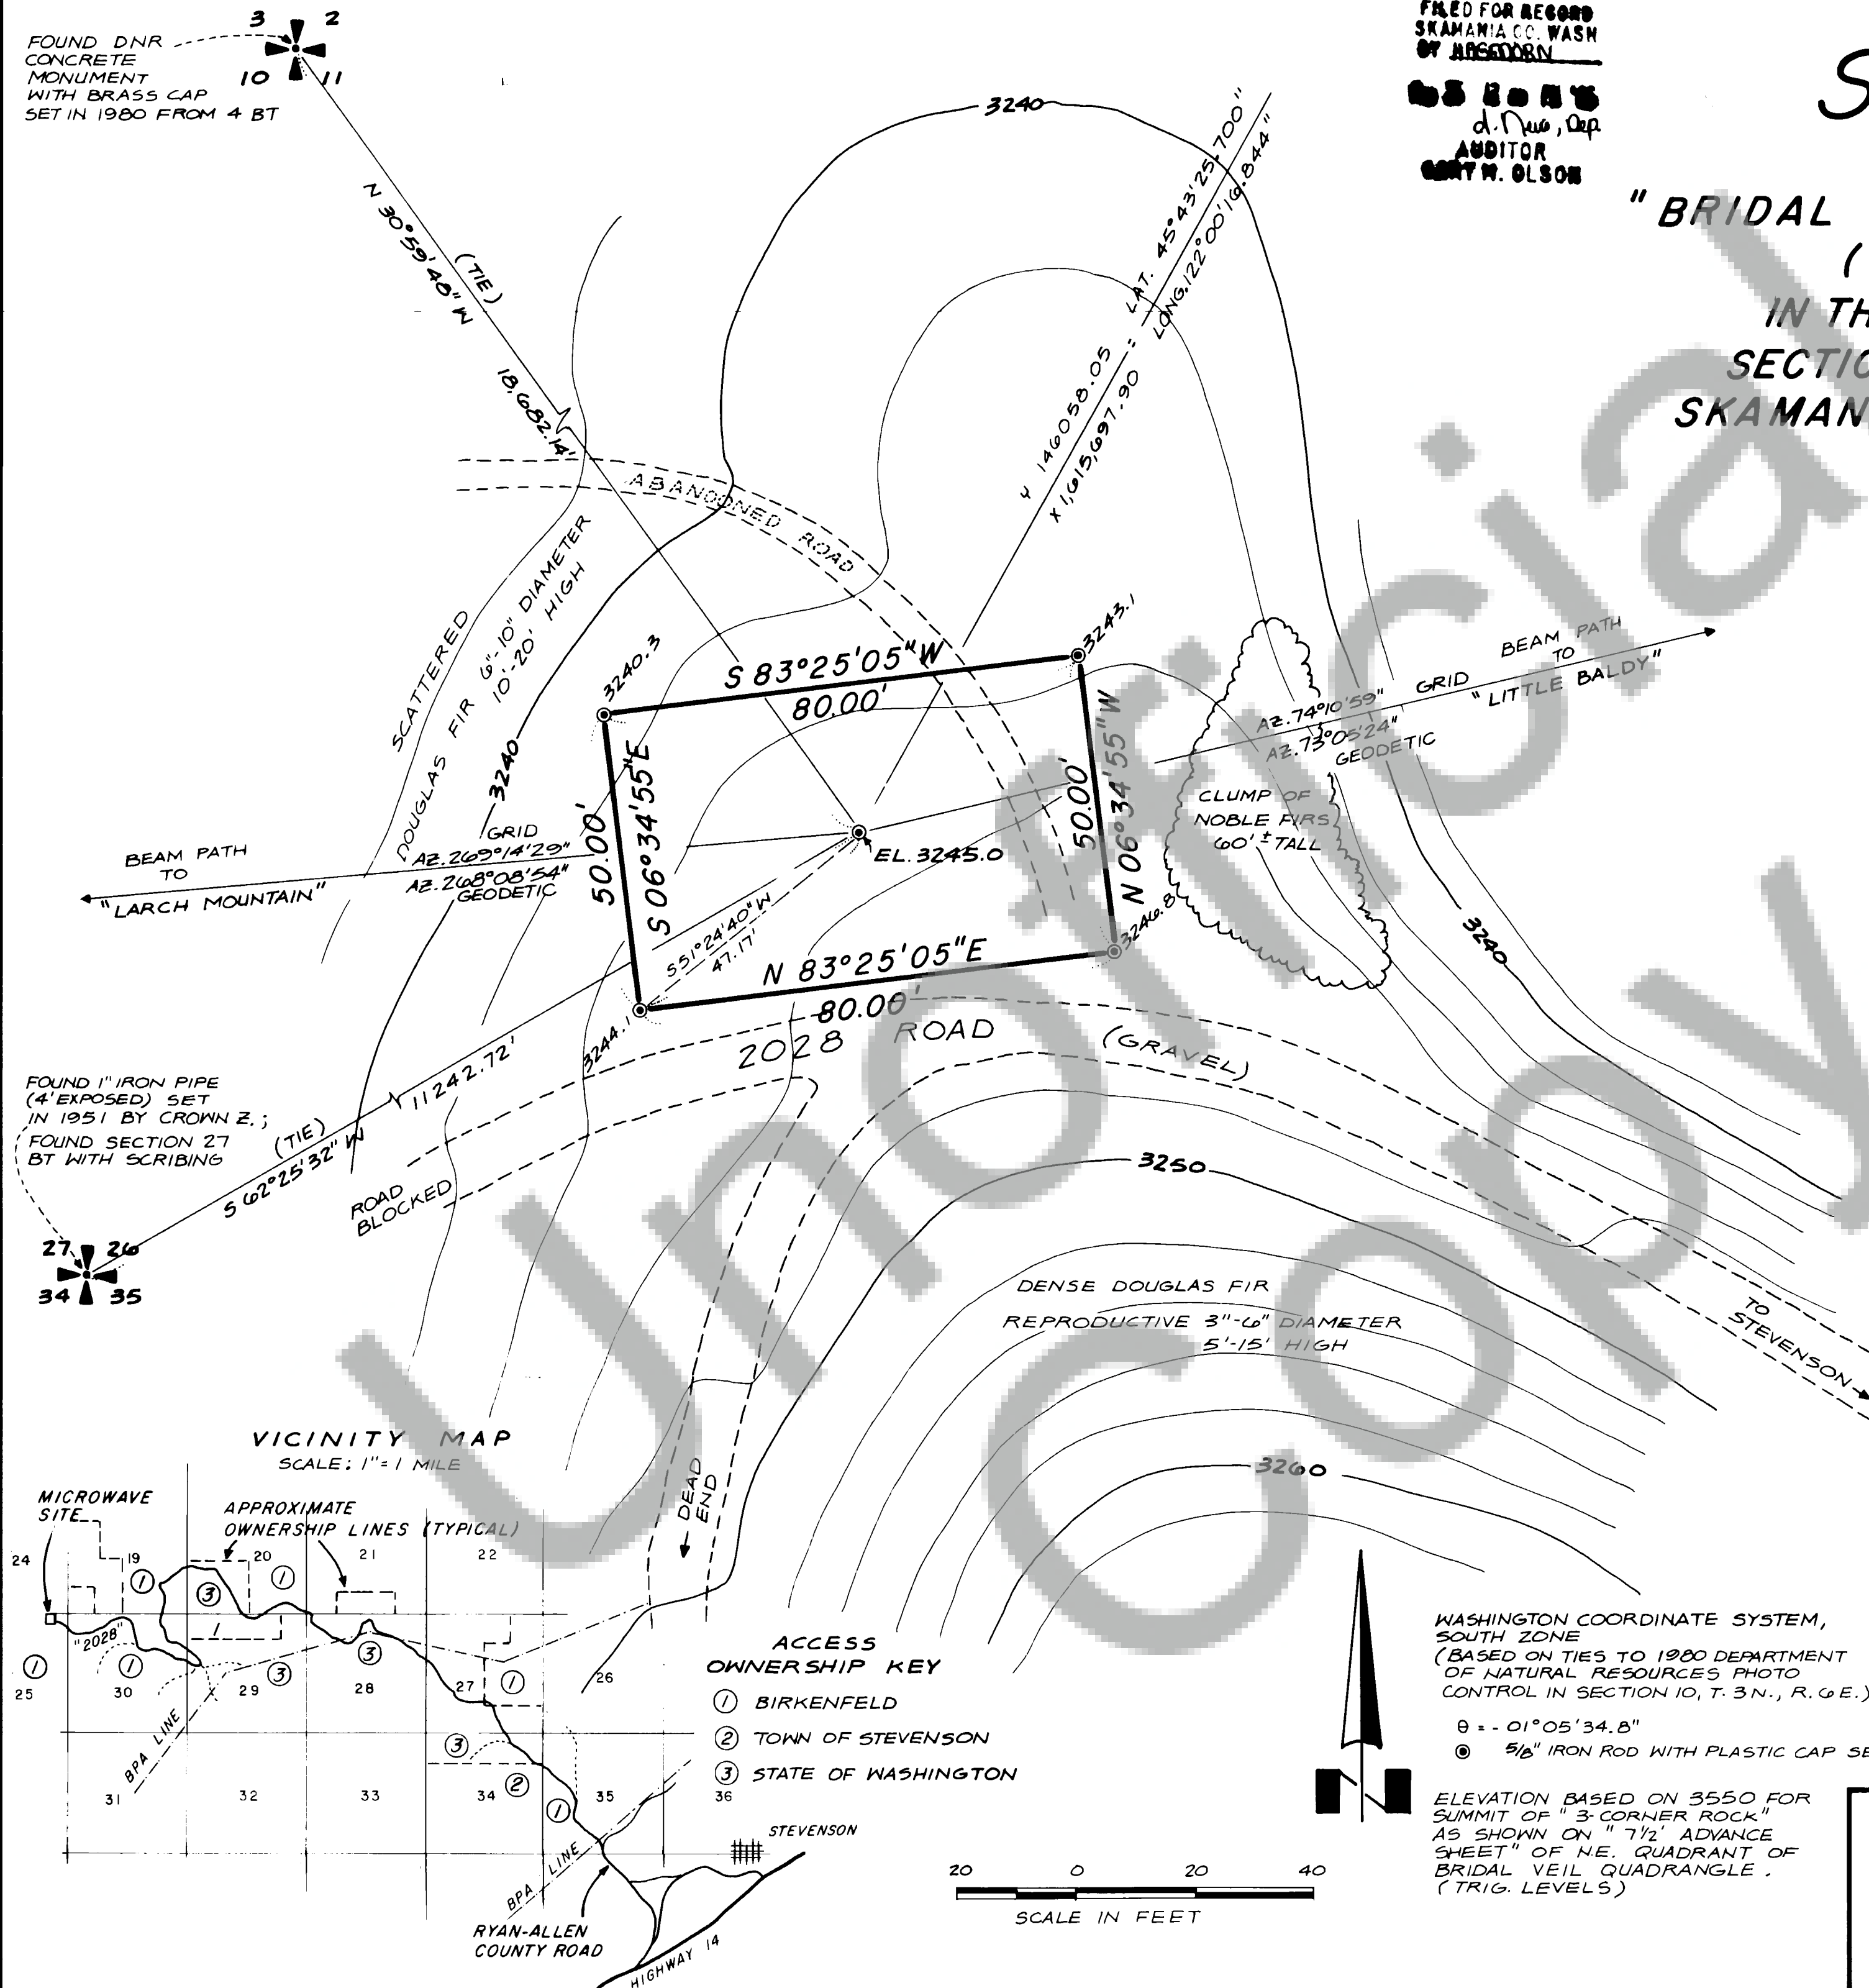 3 2
10 11
FOUND DNR
CONCRETE
MONUMENT
WITH BRASS CAP
SET IN 1980 FROM 4 BT
FILED FOR RECORD
SKAMANIA CO. WASH
BY HAGEDORN
AUDITOR
M. OLSON
S
"BRIDAL
(
IN TH
SECTIO
SKAMAN
3240
LAT. 45°43'25.700"
LONG. 122°00'16.844"
=
Y 146058.05
X 1,615,697.90
N 30°59'48" W
(TIE)
18,682.14'
ABANDONED ROAD
SCATTERED
DOUGLAS FIR 6"-10" DIAMETER
10'-20' HIGH
3240
3240.3
S 83°25'05" W
80.00'
3243.1
BEAM PATH
TO
"LITTLE BALDY"
GRID
AZ. 74°10'59"
AZ. 73°05'24"
GEODETIC
50.00'
S 06°34'55" E
50.00'
N 06°34'55" W
CLUMP OF
NOBLE FIRS
60'± TALL
EL. 3245.0
BEAM PATH
TO
"LARCH MOUNTAIN"
GRID
AZ. 269°14'29"
AZ. 268°08'54"
GEODETIC
S 51°24'40" W
47.17'
N 83°25'05" E
80.00'
3246.8
3240
3244.1
2028 ROAD (GRAVEL)
11242.72'
(TIE)
S 62°25'32" W
FOUND 1" IRON PIPE
(4' EXPOSED) SET
IN 1951 BY CROWN Z.;
FOUND SECTION 27
BT WITH SCRIBING
27 26
34 35
ROAD
BLOCKED
3250
DENSE DOUGLAS FIR
REPRODUCTIVE 3"-6" DIAMETER
5'-15' HIGH
TO
STEVENSON
3260
DEAD
END
VICINITY MAP
SCALE: 1" = 1 MILE
MICROWAVE
SITE
APPROXIMATE
OWNERSHIP LINES (TYPICAL)
24 19 20 21 22
1 3 1
"2028"
1 1 3 3 1
25 30 29 28 27 26
BPA LINE
3
2
1
31 32 33 34 35 36
BPA LINE
STEVENSON
RYAN-ALLEN
COUNTY ROAD
HIGHWAY 14
ACCESS
OWNERSHIP KEY
1 BIRKENFELD
2 TOWN OF STEVENSON
3 STATE OF WASHINGTON
20 0 20 40
SCALE IN FEET
N
WASHINGTON COORDINATE SYSTEM,
SOUTH ZONE
(BASED ON TIES TO 1980 DEPARTMENT
OF NATURAL RESOURCES PHOTO
CONTROL IN SECTION 10, T. 3 N., R. 6 E.)
θ = - 01°05'34.8"
5/8" IRON ROD WITH PLASTIC CAP SE
ELEVATION BASED ON 3550 FOR
SUMMIT OF "3-CORNER ROCK"
AS SHOWN ON "7½' ADVANCE
SHEET" OF N.E. QUADRANT OF
BRIDAL VEIL QUADRANGLE.
(TRIG. LEVELS)
Unofficial
Copy